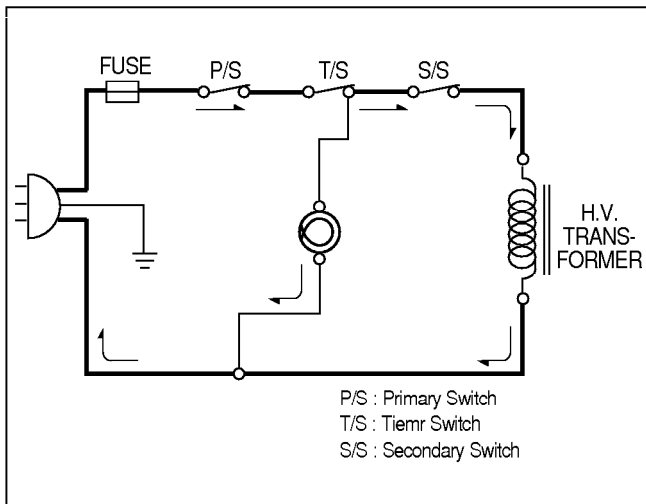 FUSE
P/S
T/S
S/S
H.V.
TRANS-
FORMER
P/S : Primary Switch
T/S : Tiemr Switch
S/S : Secondary Switch